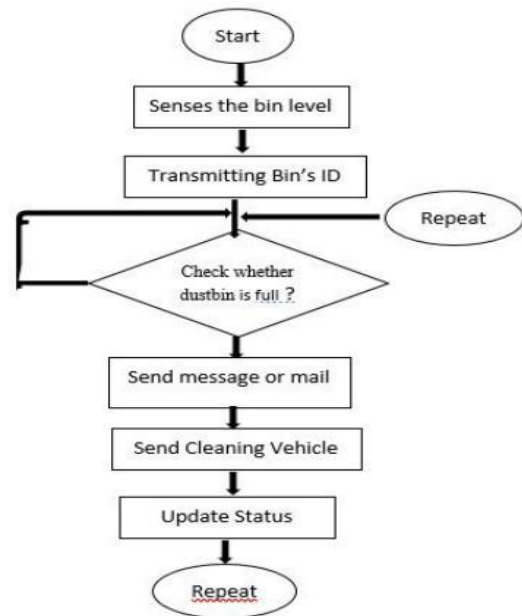 Start
Senses the bin level
Transmitting Bin's ID
Repeat
Check whether
dustbin is full ?
Send message or mail
Send Cleaning Vehicle
Update Status
Repeat